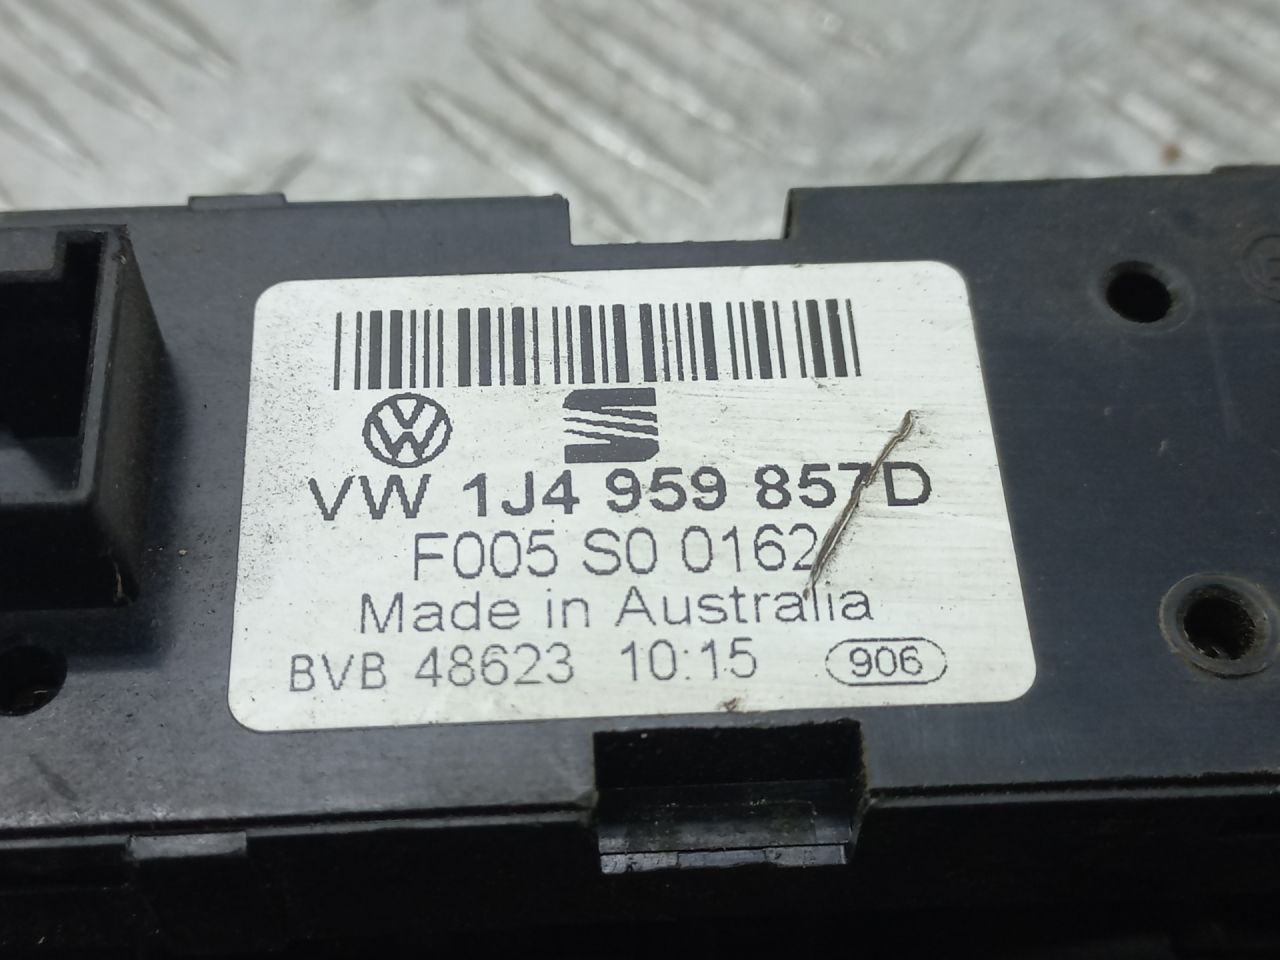 VW 1J4 959 857D
F005 S0 0162
Made in Australia
BVB 48623 10:15 906